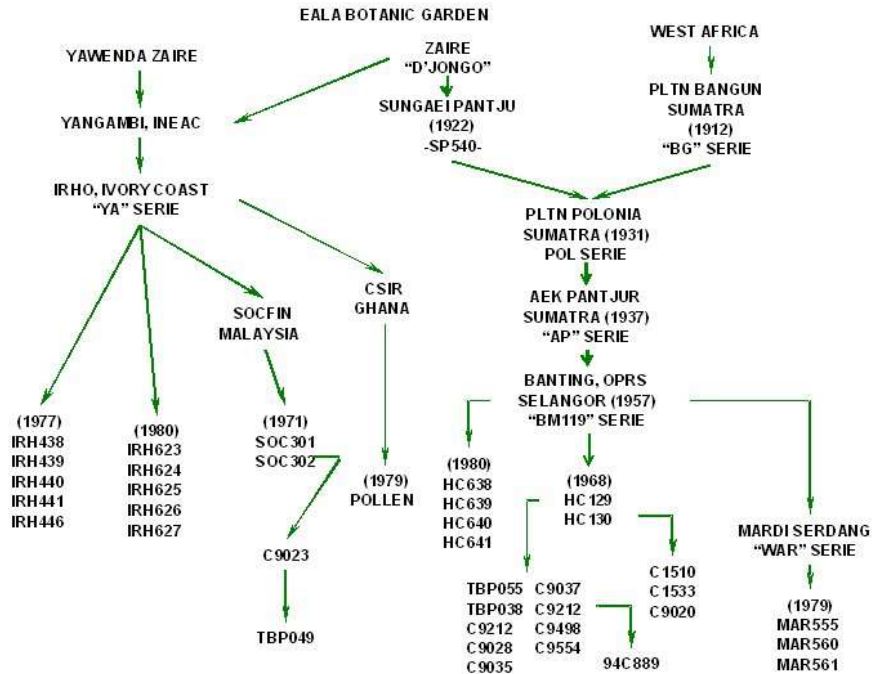 EALA BOTANIC GARDEN
YAWENDA ZAIRE
ZAIRE
“D'JONGO”
WEST AFRICA
YANGAMBI, INEAC
SUNGAEI PANTJU
(1922)
-SP540-
PLTN BANGUN
SUMATRA
(1912)
“BG” SERIE
IRHO, IVORY COAST
“YA” SERIE
PLTN POLONIA
SUMATRA (1931)
POL SERIE
SOCFIN
MALAYSIA
CSIR
GHANA
AEK PANTJUR
SUMATRA (1937)
“AP” SERIE
BANTING, OPRS
SELANGOR (1957)
“BM119” SERIE
(1977)
IRH438
IRH439
IRH440
IRH441
IRH446
(1980)
IRH623
IRH624
IRH625
IRH626
IRH627
(1971)
SOC301
SOC302
(1979)
POLLEN
(1980)
HC638
HC639
HC640
HC641
(1968)
HC129
HC130
MARDI SERDANG
“WAR” SERIE
C9023
TBP049
TBP055 C9037
TBP038 C9212
C9212 C9498
C9028 C9554
C9035
94C889
C1510
C1533
C9020
(1979)
MAR555
MAR560
MAR561